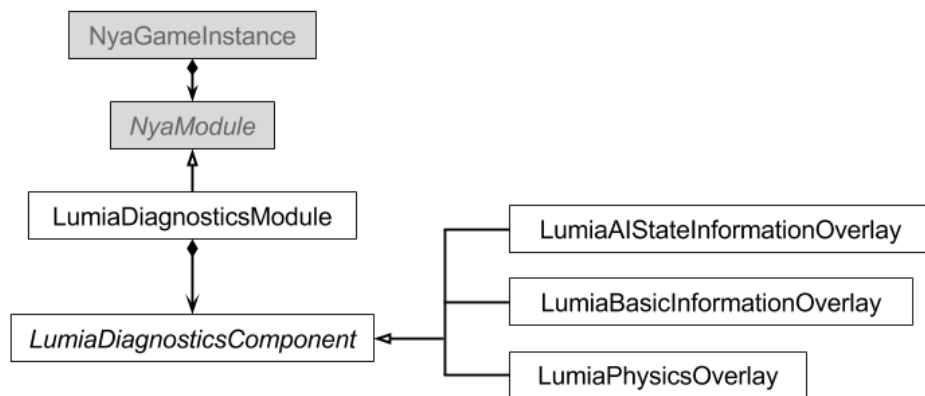 NyaGameInstance
NyaModule
LumiaDiagnosticsModule
LumiaDiagnosticsComponent
LumiaAIStateInformationOverlay
LumiaBasicInformationOverlay
LumiaPhysicsOverlay